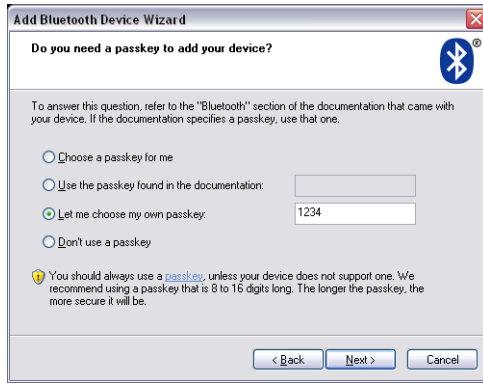 Add Bluetooth Device Wizard
Do you need a passkey to add your device?
®
To answer this question, refer to the "Bluetooth" section of the documentation that came with
your device. If the documentation specifies a passkey, use that one.
Choose a passkey for me
Use the passkey found in the documentation:
Let me choose my own passkey:
1234
Don't use a passkey
You should always use a passkey, unless your device does not support one. We
recommend using a passkey that is 8 to 16 digits long. The longer the passkey, the
more secure it will be.
< Back
Next >
Cancel